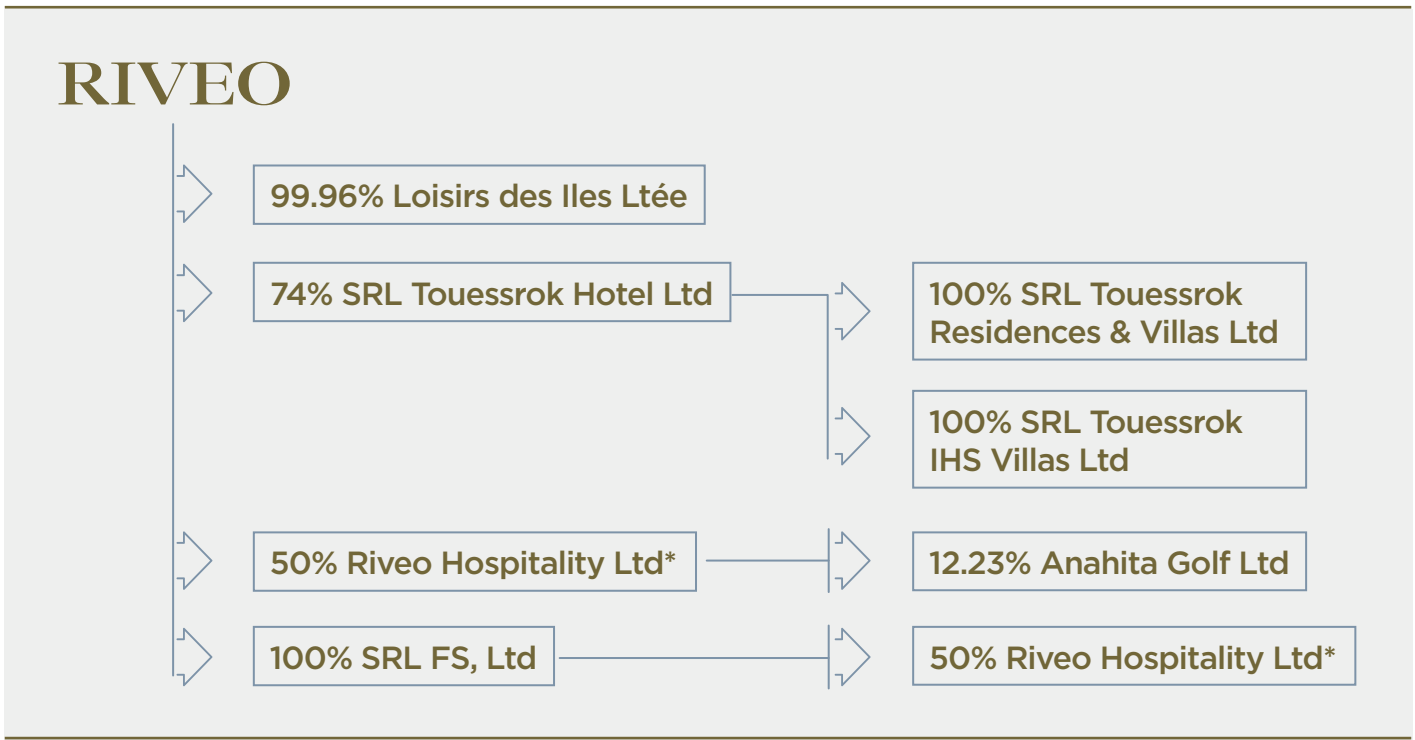 RIVEO
99.96% Loisirs des Iles Ltée
74% SRL Touessrok Hotel Ltd
100% SRL Touessrok
Residences & Villas Ltd
100% SRL Touessrok
IHS Villas Ltd
50% Riveo Hospitality Ltd*
12.23% Anahita Golf Ltd
100% SRL FS, Ltd
50% Riveo Hospitality Ltd*